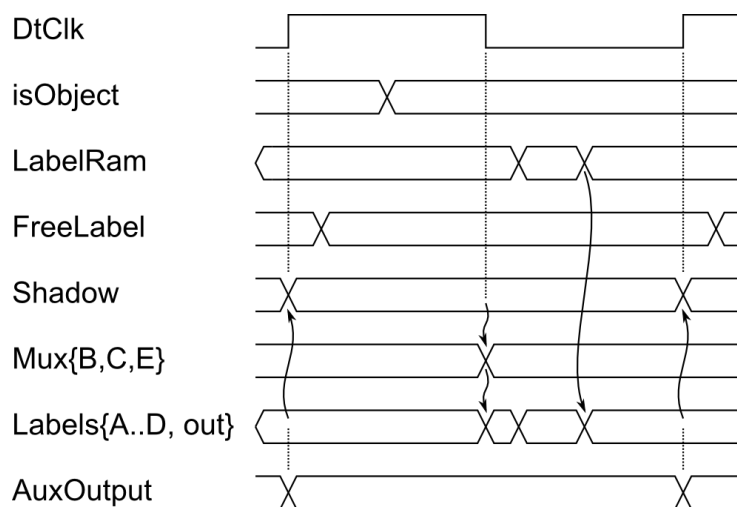 DtClk
isObject
LabelRam
FreeLabel
Shadow
Mux{B,C,E}
Labels{A..D, out}
AuxOutput